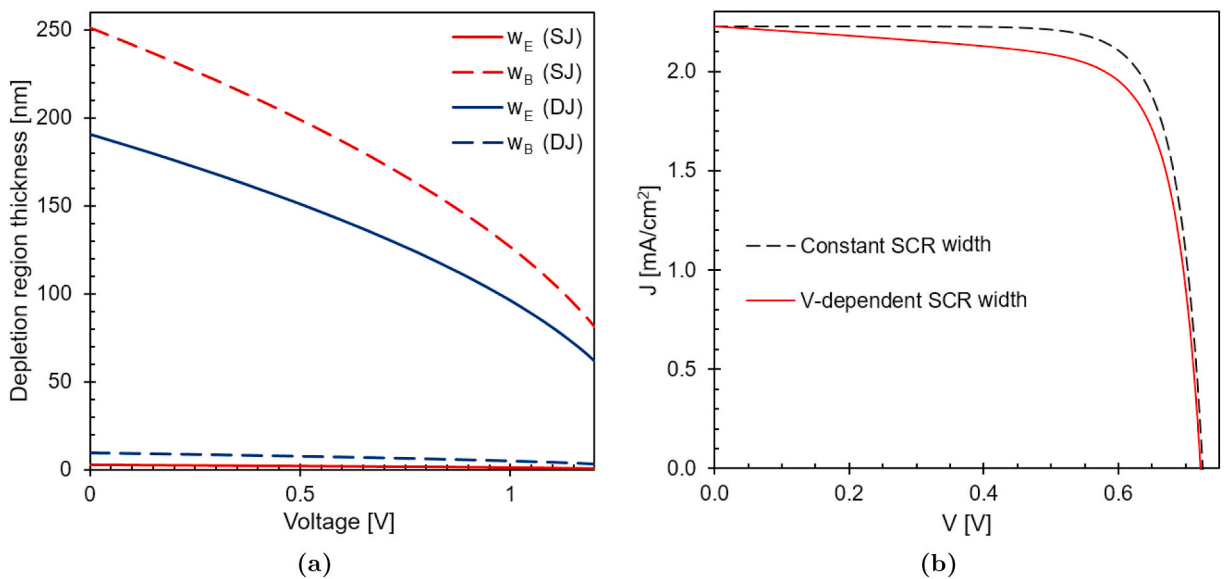 250
200
150
100
50
0
Depletion region thickness [nm]
w_E (SJ)
w_B (SJ)
w_E (DJ)
w_B (DJ)
0 0.5 1
Voltage [V]
(a)
2.0
1.5
1.0
0.5
0.0
J [mA/cm²]
Constant SCR width
V-dependent SCR width
0.0 0.2 0.4 0.6
V [V]
(b)